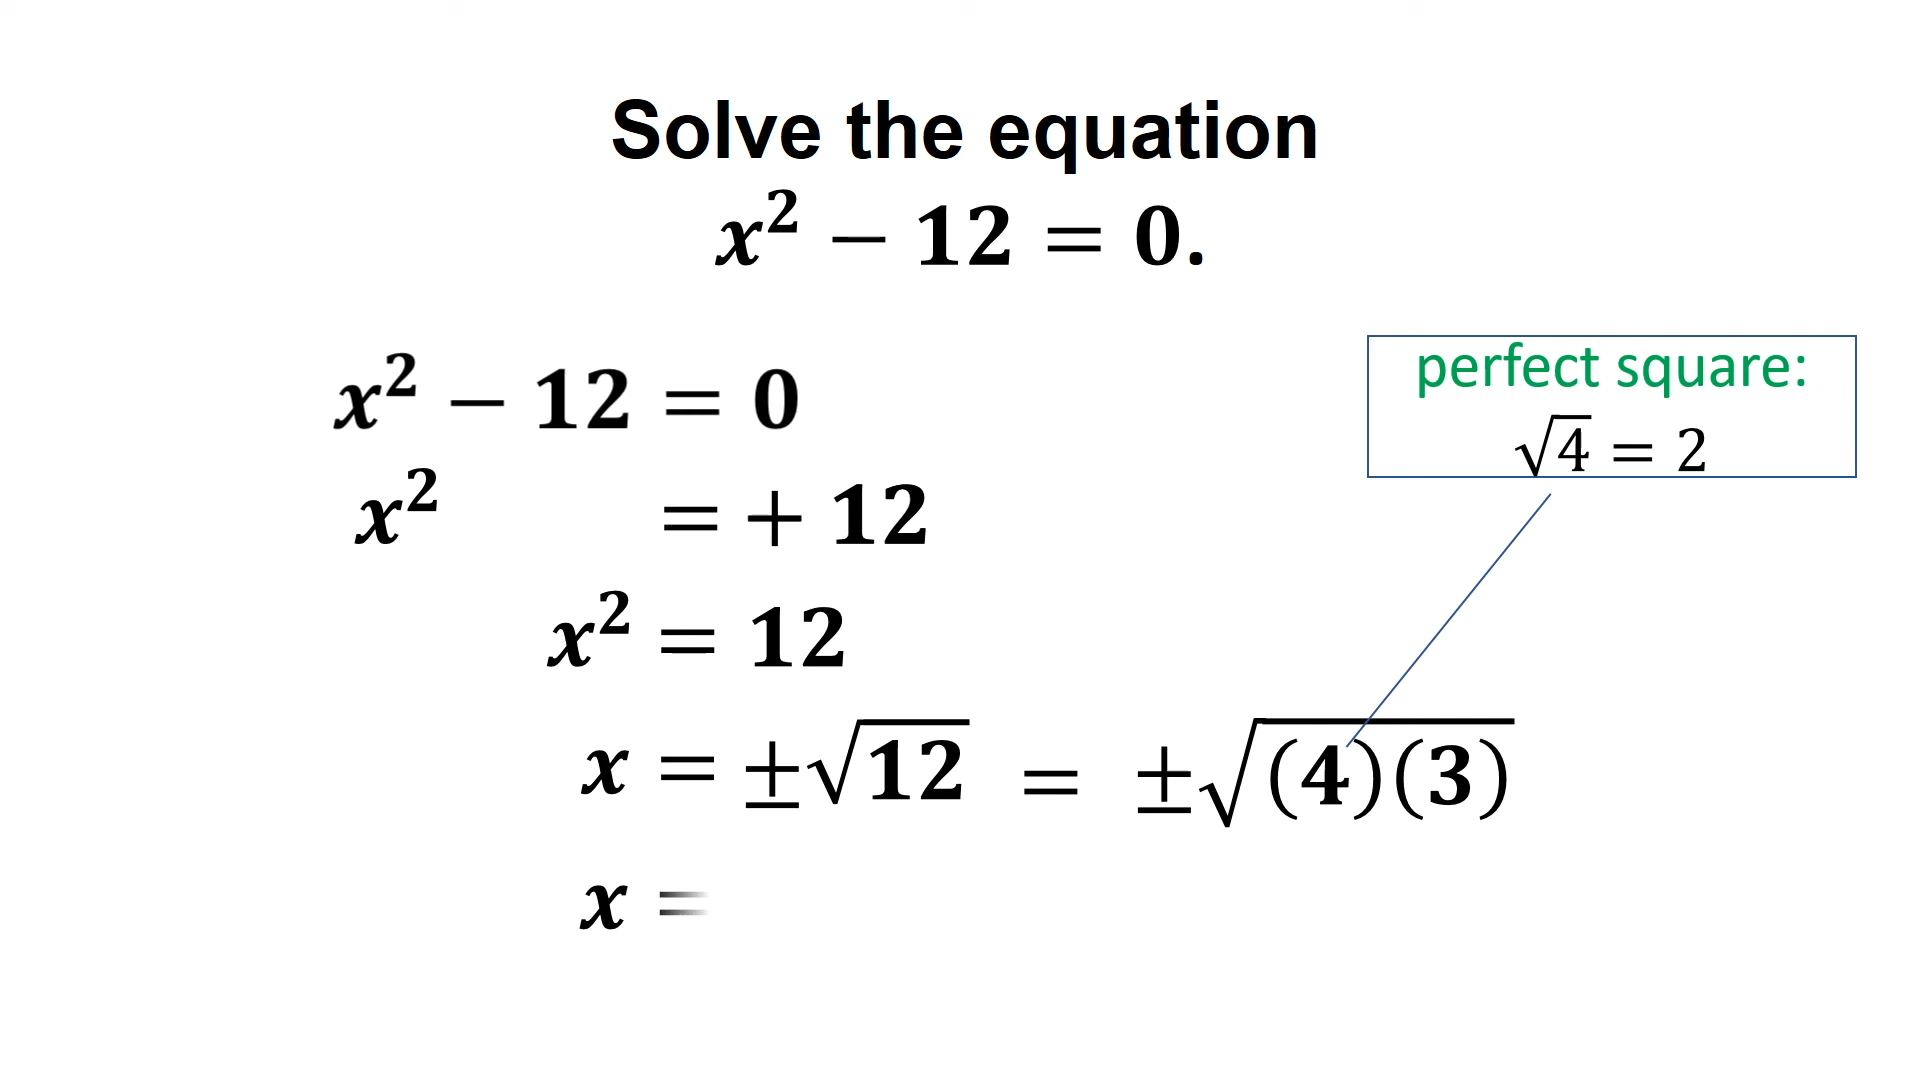 Solve the equation
x² − 12 = 0.
x² − 12 = 0
perfect square:
√4 = 2
x² = + 12
x² = 12
x = ±√12 = ±√(4)(3)
x =